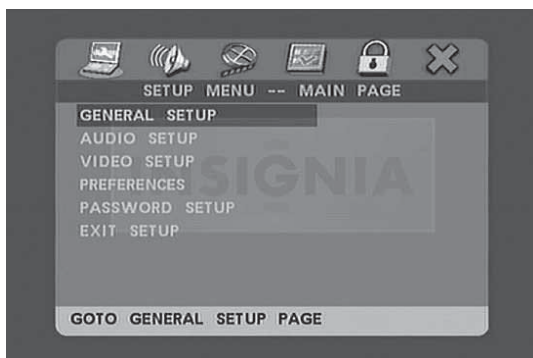 SETUP MENU -- MAIN PAGE
GENERAL SETUP
AUDIO SETUP
VIDEO SETUP
PREFERENCES
PASSWORD SETUP
EXIT SETUP
INSIGNIA
GOTO GENERAL SETUP PAGE